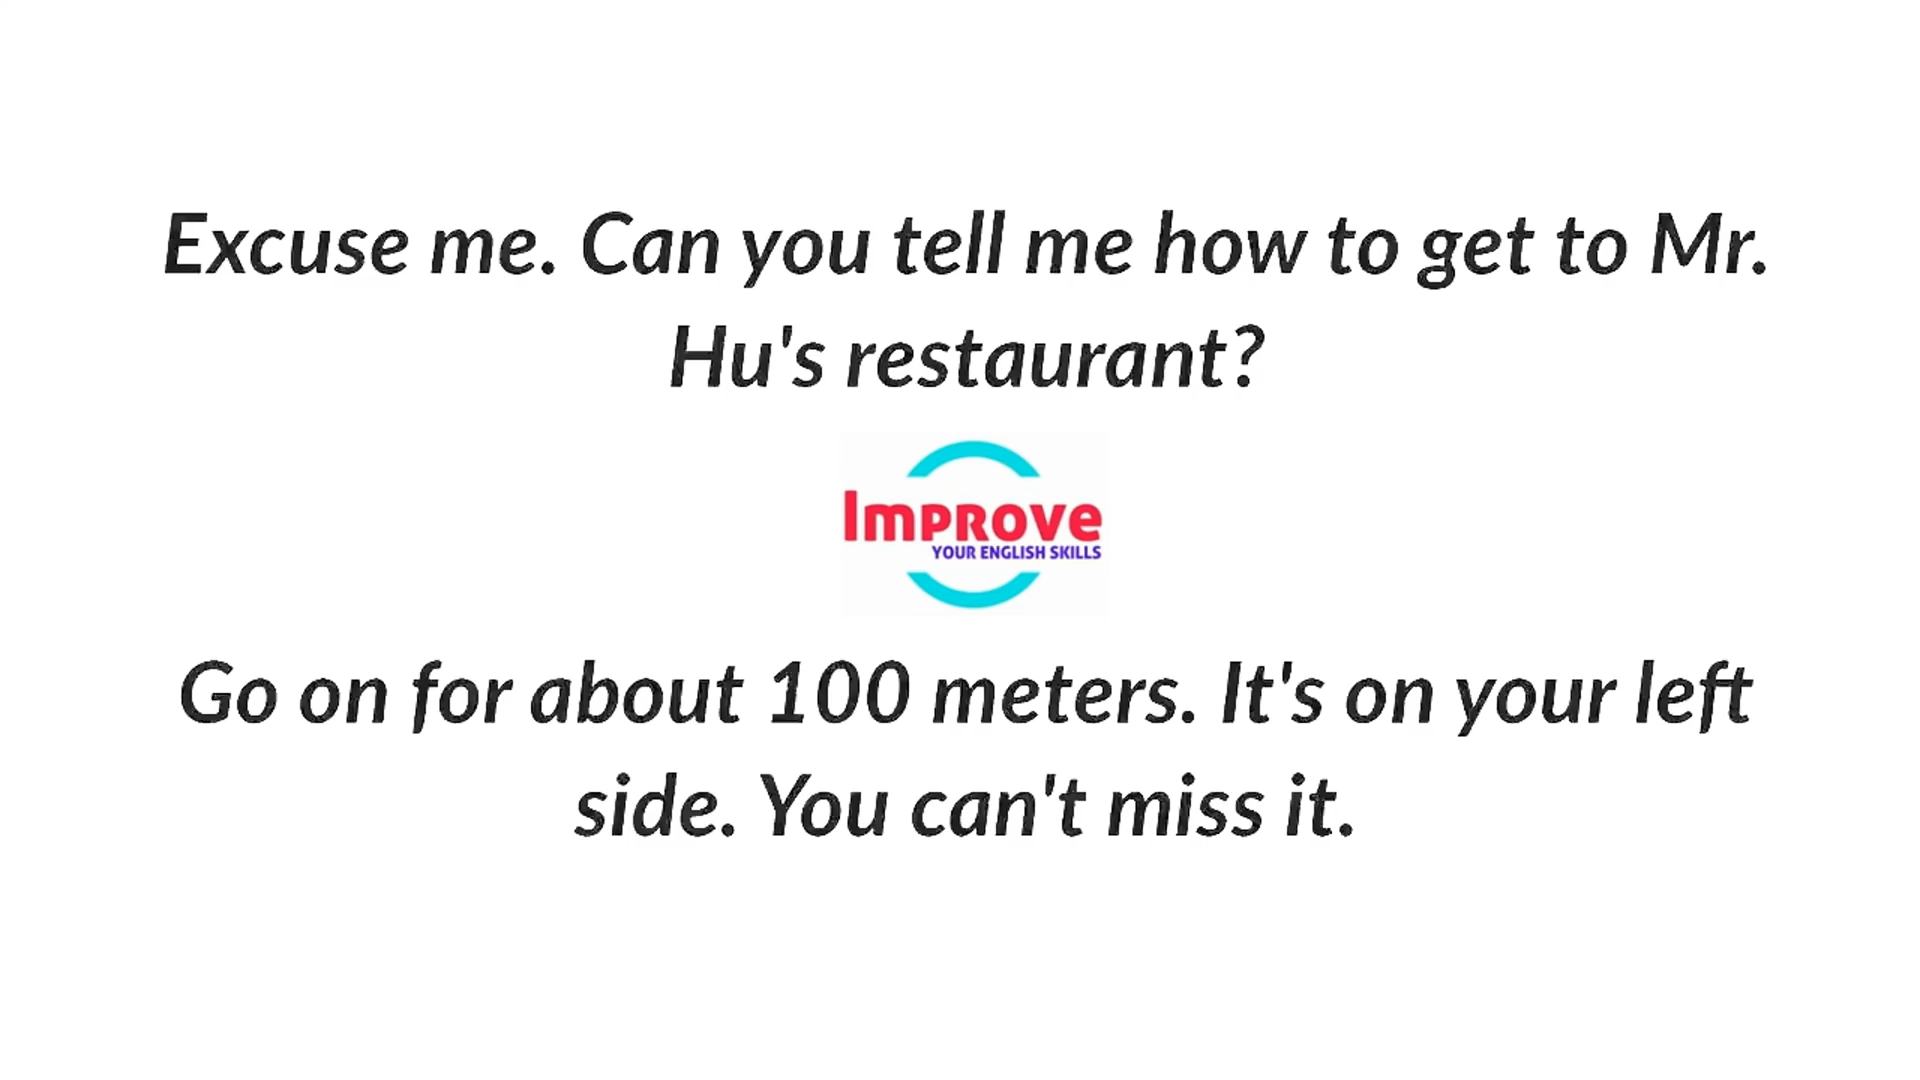 Excuse me. Can you tell me how to get to Mr.
Hu's restaurant?
Improve
YOUR ENGLISH SKILLS
Go on for about 100 meters. It's on your left
side. You can't miss it.